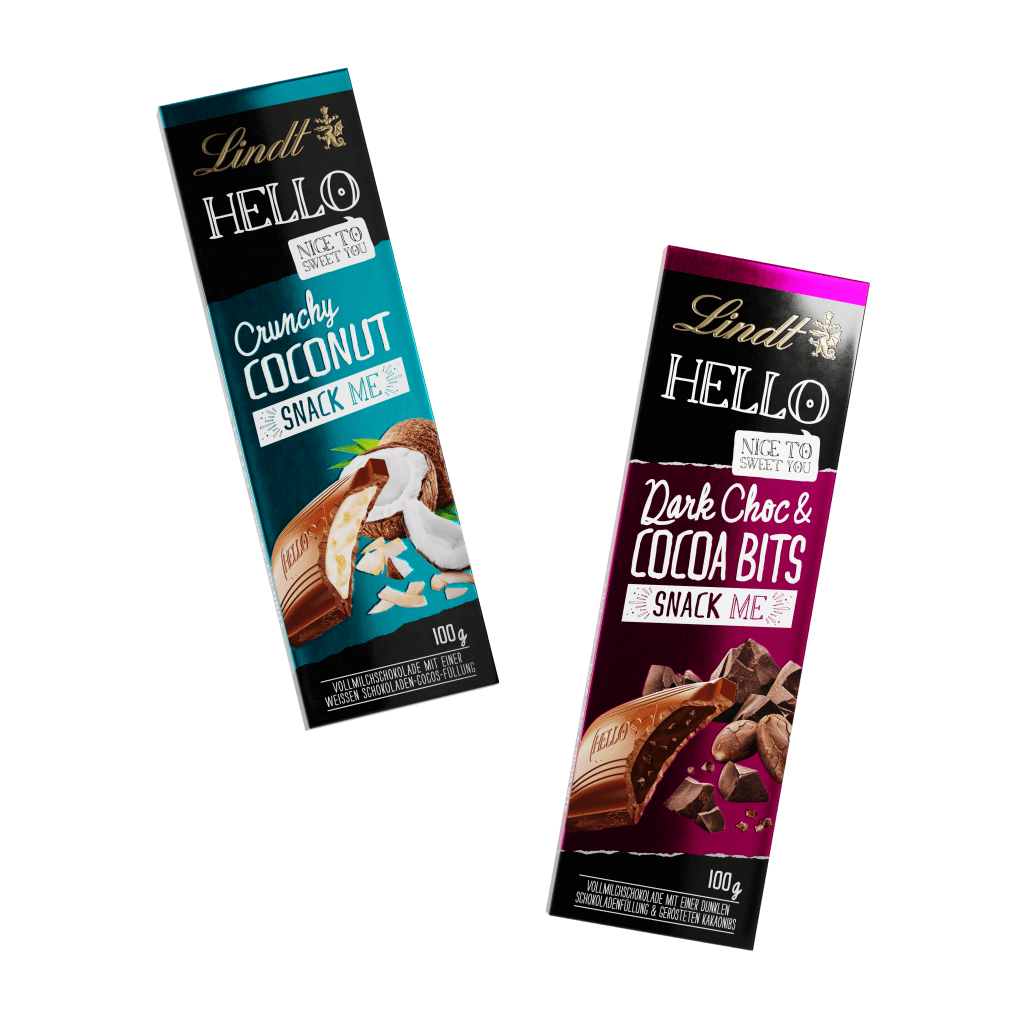 Lindt
HELLO
NICE TO
SWEET YOU
Crunchy
COCONUT
SNACK ME
HELLO
100 g
VOLLMILCHSCHOKOLADE MIT EINER
WEISSEN SCHOKOLADEN-COCOS-FÜLLUNG
Lindt
HELLO
NICE TO
SWEET YOU
Dark Choc &
COCOA BITS
SNACK ME
HELLO
100 g
VOLLMILCHSCHOKOLADE MIT EINER DUNKLEN
SCHOKOLADENFÜLLUNG & GERÖSTETEN KAKAONIBS